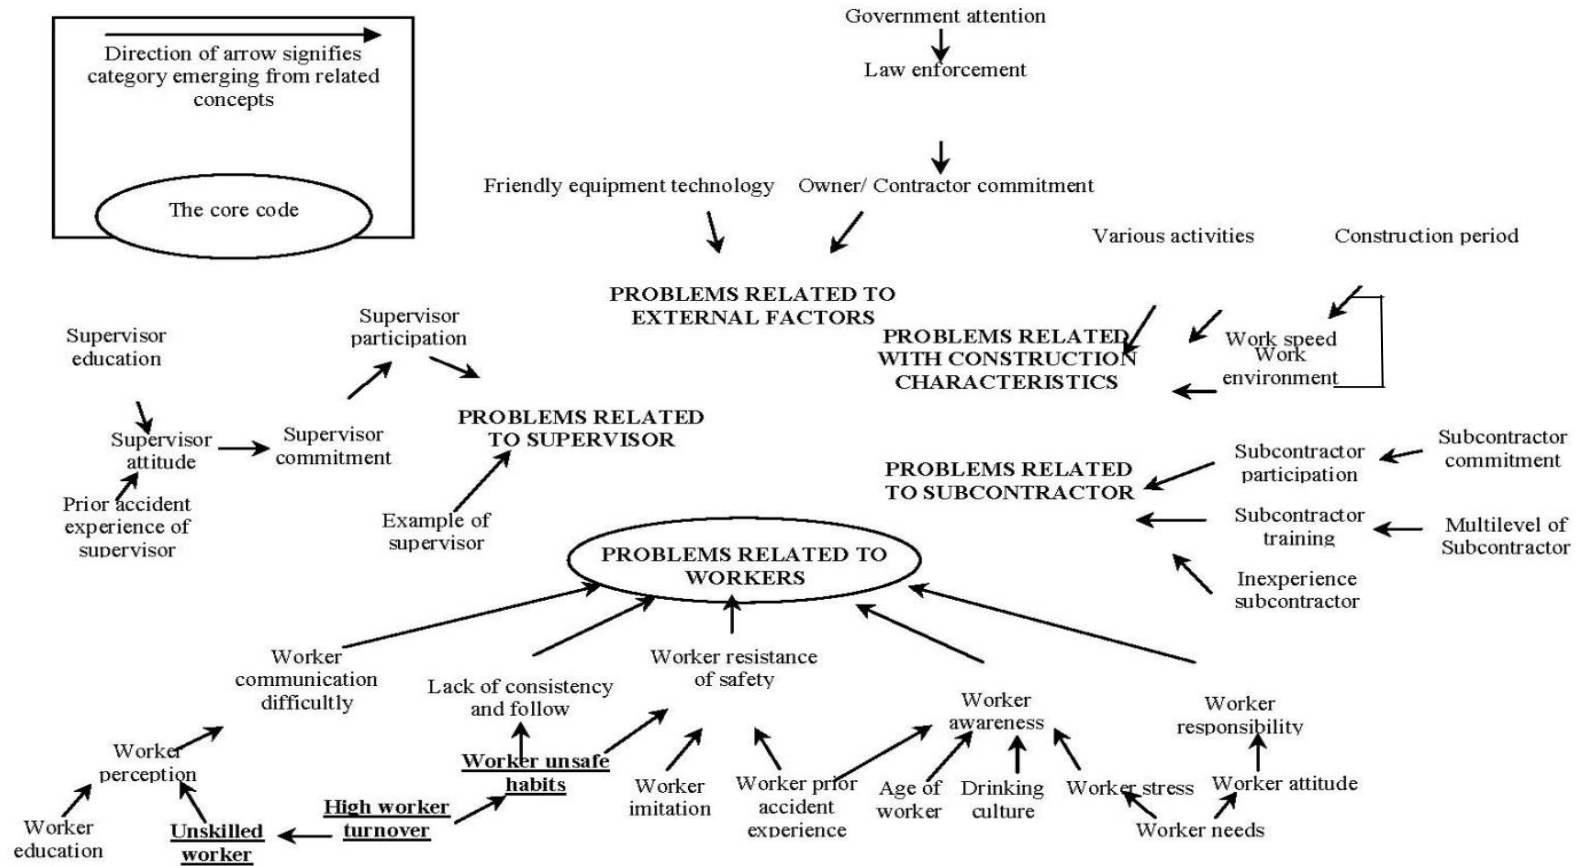 Direction of arrow signifies
category emerging from related
concepts
The core code
Government attention
Law enforcement
Friendly equipment technology
Owner/ Contractor commitment
Various activities
Construction period
PROBLEMS RELATED TO
EXTERNAL FACTORS
PROBLEMS RELATED
WITH CONSTRUCTION
CHARACTERISTICS
Work speed
Work
environment
Supervisor
education
Supervisor
participation
PROBLEMS RELATED
TO SUPERVISOR
Supervisor
attitude
Supervisor
commitment
Prior accident
experience of
supervisor
Example of
supervisor
PROBLEMS RELATED
TO SUBCONTRACTOR
Subcontractor
participation
Subcontractor
commitment
Subcontractor
training
Multilevel of
Subcontractor
Inexperience
subcontractor
PROBLEMS RELATED TO
WORKERS
Worker
communication
difficultly
Lack of consistency
and follow
Worker resistance
of safety
Worker
awareness
Worker
responsibility
Worker
perception
Worker unsafe
habits
Worker
imitation
Worker prior
accident
experience
Age of
worker
Drinking
culture
Worker stress
Worker attitude
Worker
education
Unskilled
worker
High worker
turnover
Worker needs